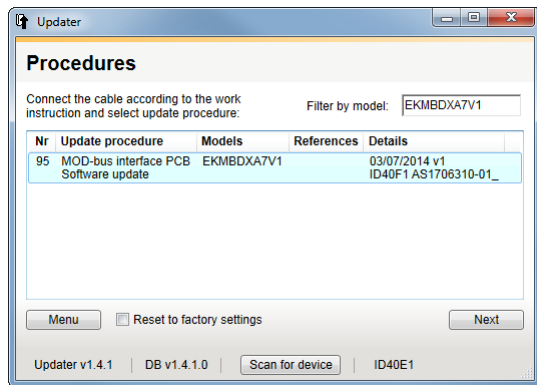 Updater
Procedures
Connect the cable according to the work
instruction and select update procedure:
Filter by model: EKMBDXA7V1
Nr Update procedure Models References Details
95 MOD-bus interface PCB EKMBDXA7V1 03/07/2014 v1
Software update ID40F1 AS1706310-01_
Menu Reset to factory settings Next
Updater v1.4.1 DB v1.4.1.0 Scan for device ID40E1